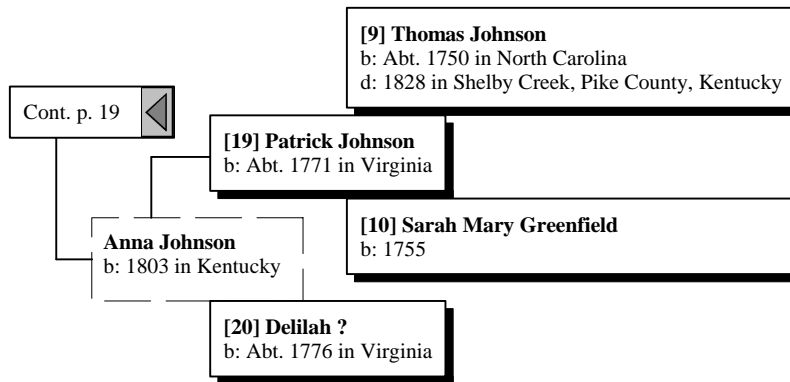 [9] Thomas Johnson
b: Abt. 1750 in North Carolina
d: 1828 in Shelby Creek, Pike County, Kentucky
Cont. p. 19
[19] Patrick Johnson
b: Abt. 1771 in Virginia
[10] Sarah Mary Greenfield
b: 1755
Anna Johnson
b: 1803 in Kentucky
[20] Delilah ?
b: Abt. 1776 in Virginia